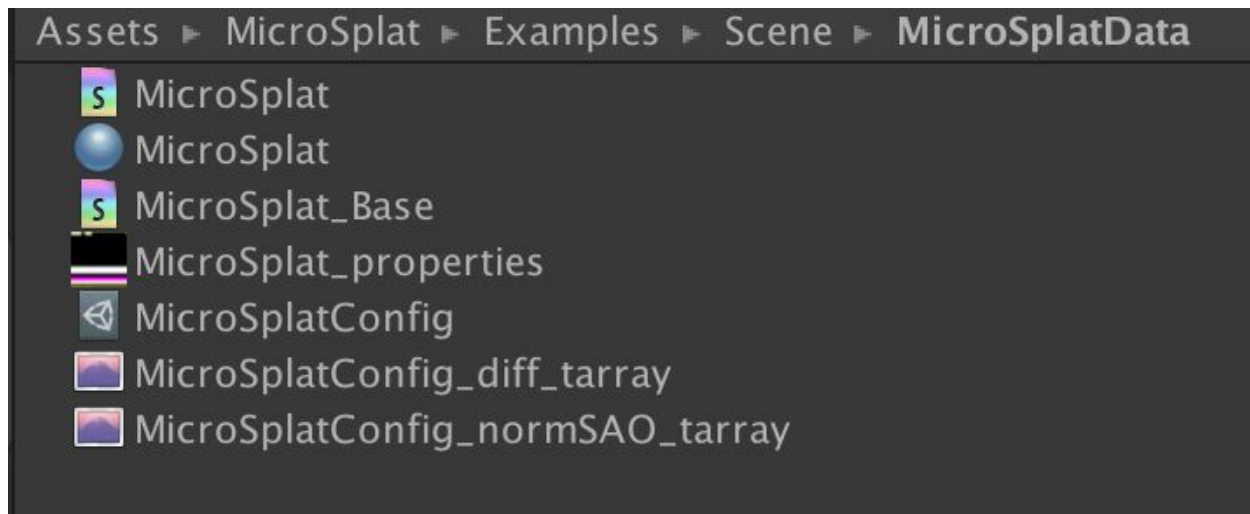 Assets ▸ MicroSplat ▸ Examples ▸ Scene ▸ MicroSplatData
MicroSplat
MicroSplat
MicroSplat_Base
MicroSplat_properties
MicroSplatConfig
MicroSplatConfig_diff_tarray
MicroSplatConfig_normSAO_tarray